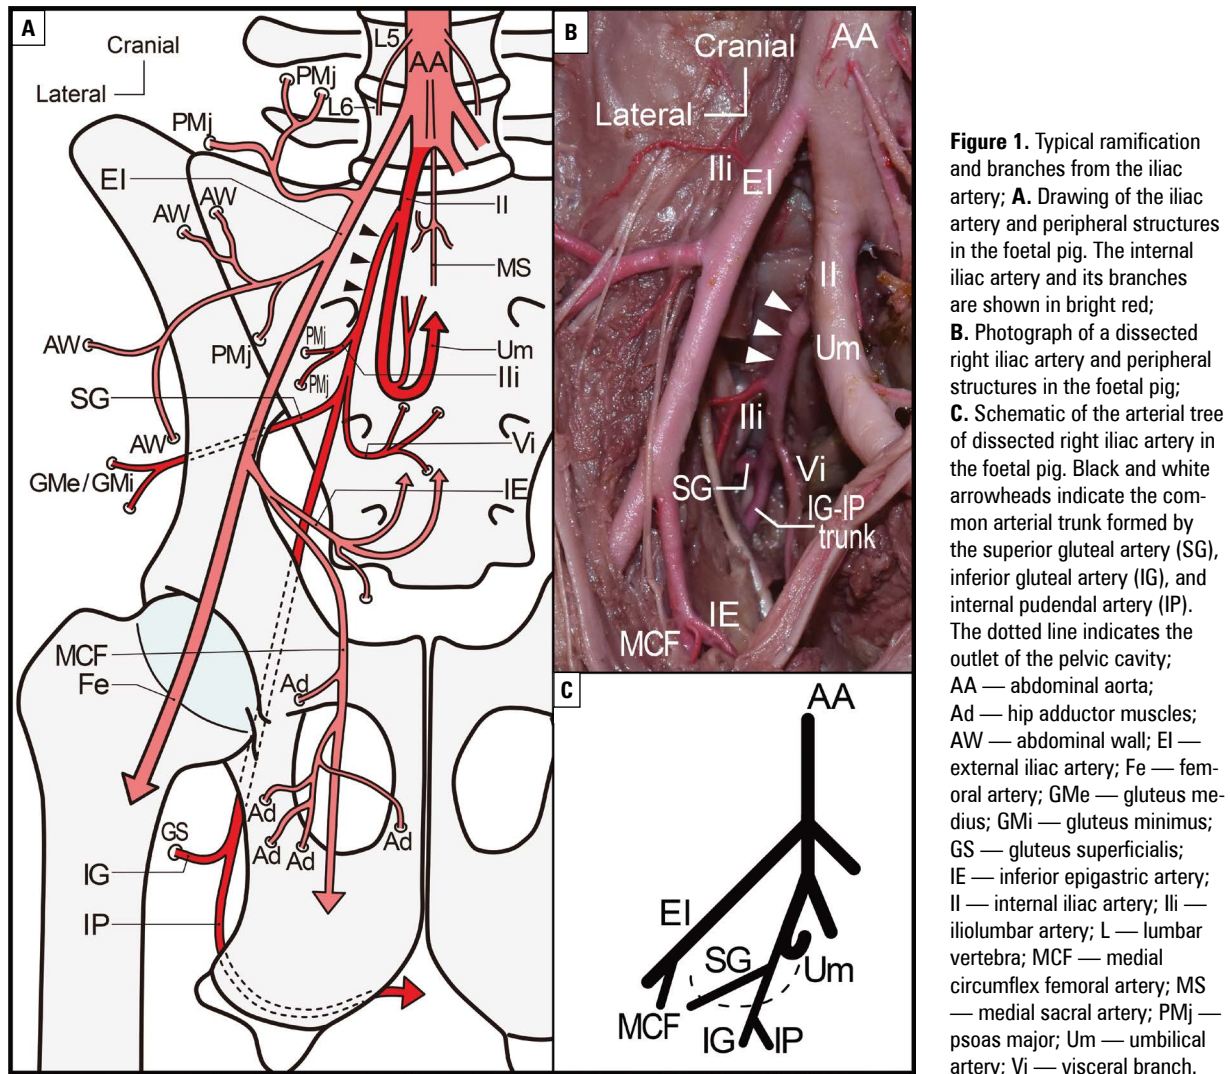 A
Cranial
Lateral
L5
AA
PMj
L6
PMj
EI
AW
AW
II
MS
AW
PMj
PMj
PMj
Um
Ili
SG
AW
Vi
GMe/GMi
IE
MCF
Fe
Ad
Ad
Ad
Ad
Ad
GS
IG
IP
B
AA
Cranial
Lateral
Ili
EI
II
Um
Ili
SG
Vi
IG-IP
trunk
IE
MCF
C
AA
EI
SG
Um
MCF
IG
IP
Figure 1. Typical ramification
and branches from the iliac
artery; A. Drawing of the iliac
artery and peripheral structures
in the foetal pig. The internal
iliac artery and its branches
are shown in bright red;
B. Photograph of a dissected
right iliac artery and peripheral
structures in the foetal pig;
C. Schematic of the arterial tree
of dissected right iliac artery in
the foetal pig. Black and white
arrowheads indicate the com-
mon arterial trunk formed by
the superior gluteal artery (SG),
inferior gluteal artery (IG), and
internal pudendal artery (IP).
The dotted line indicates the
outlet of the pelvic cavity;
AA — abdominal aorta;
Ad — hip adductor muscles;
AW — abdominal wall; EI —
external iliac artery; Fe — fem-
oral artery; GMe — gluteus me-
dius; GMi — gluteus minimus;
GS — gluteus superficialis;
IE — inferior epigastric artery;
II — internal iliac artery; Ili —
iliolumbar artery; L — lumbar
vertebra; MCF — medial
circumflex femoral artery; MS
— medial sacral artery; PMj —
psoas major; Um — umbilical
artery; Vi — visceral branch.